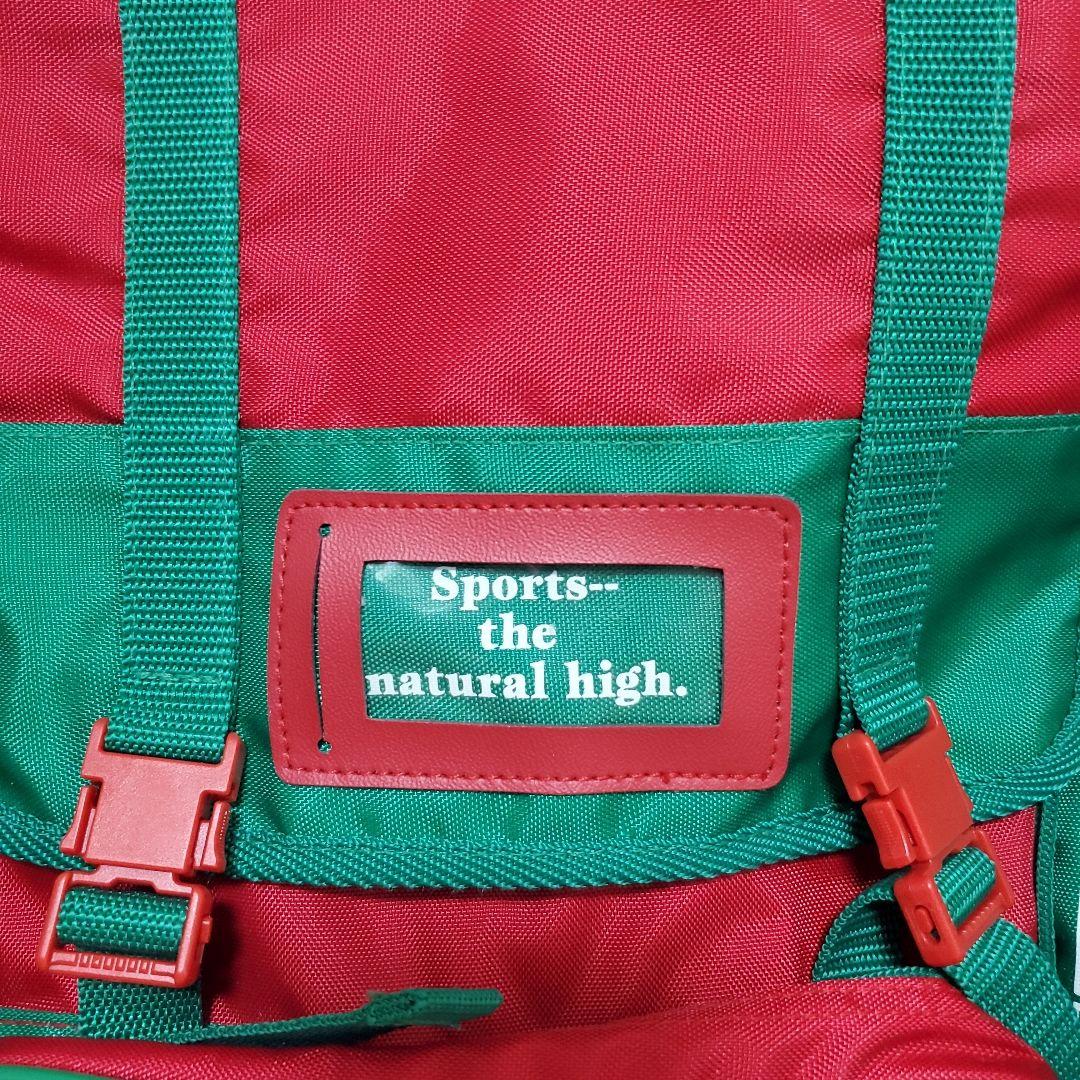 Sports--
the
natural high.